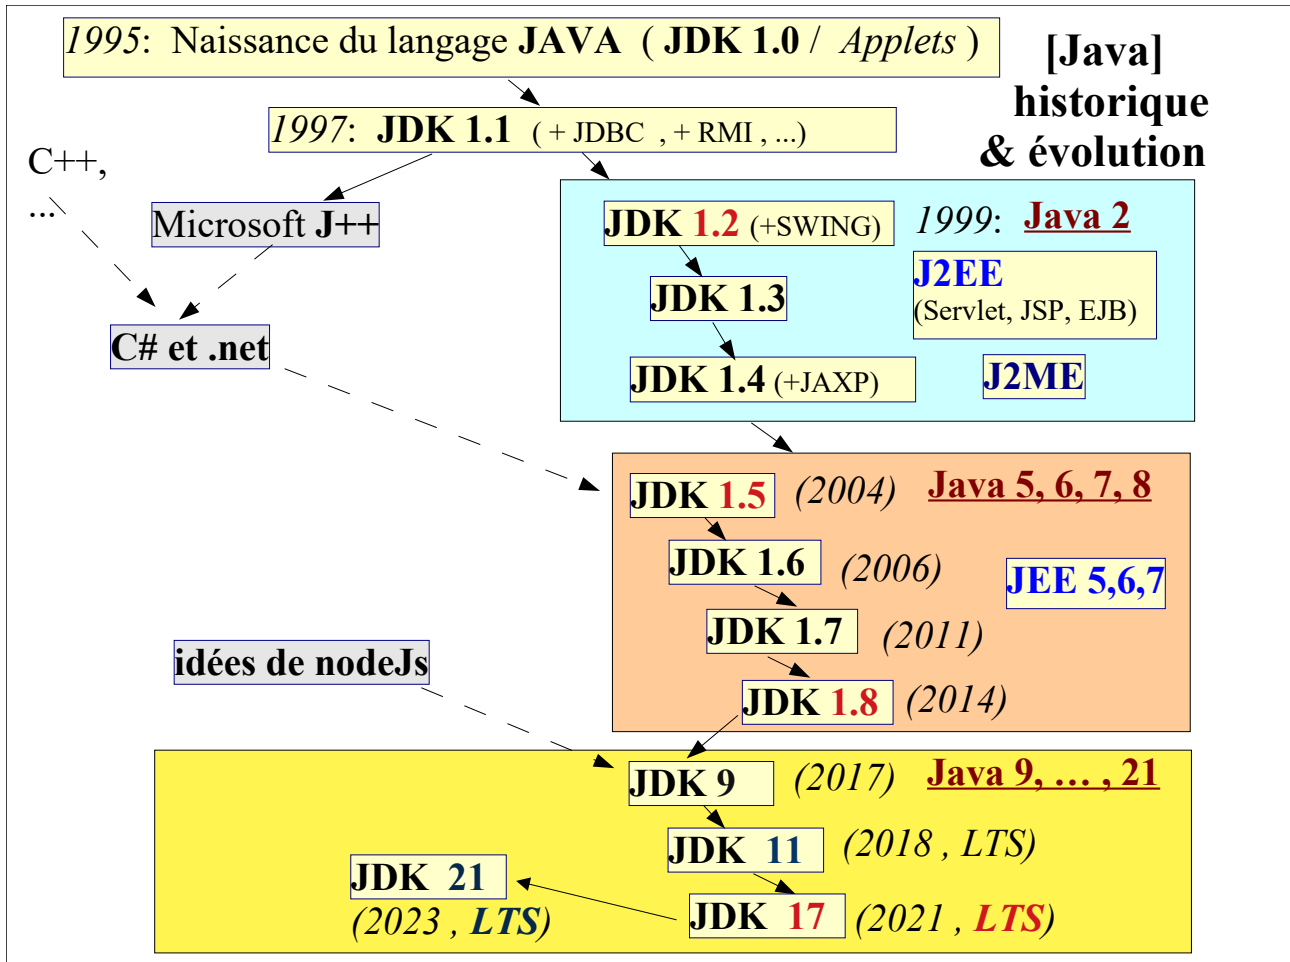 1995: Naissance du langage JAVA ( JDK 1.0 / Applets )
[Java]
historique
& évolution
1997: JDK 1.1 ( + JDBC , + RMI , ...)
C++,
...
Microsoft J++
C# et .net
JDK 1.2 (+SWING)
1999: Java 2
J2EE
(Servlet, JSP, EJB)
JDK 1.3
JDK 1.4 (+JAXP)
J2ME
JDK 1.5 (2004)
Java 5, 6, 7, 8
JDK 1.6 (2006)
JEE 5,6,7
JDK 1.7 (2011)
idées de nodeJs
JDK 1.8 (2014)
JDK 9 (2017)
Java 9, … , 21
JDK 11 (2018 , LTS)
JDK 21
(2023 , LTS)
JDK 17 (2021 , LTS)